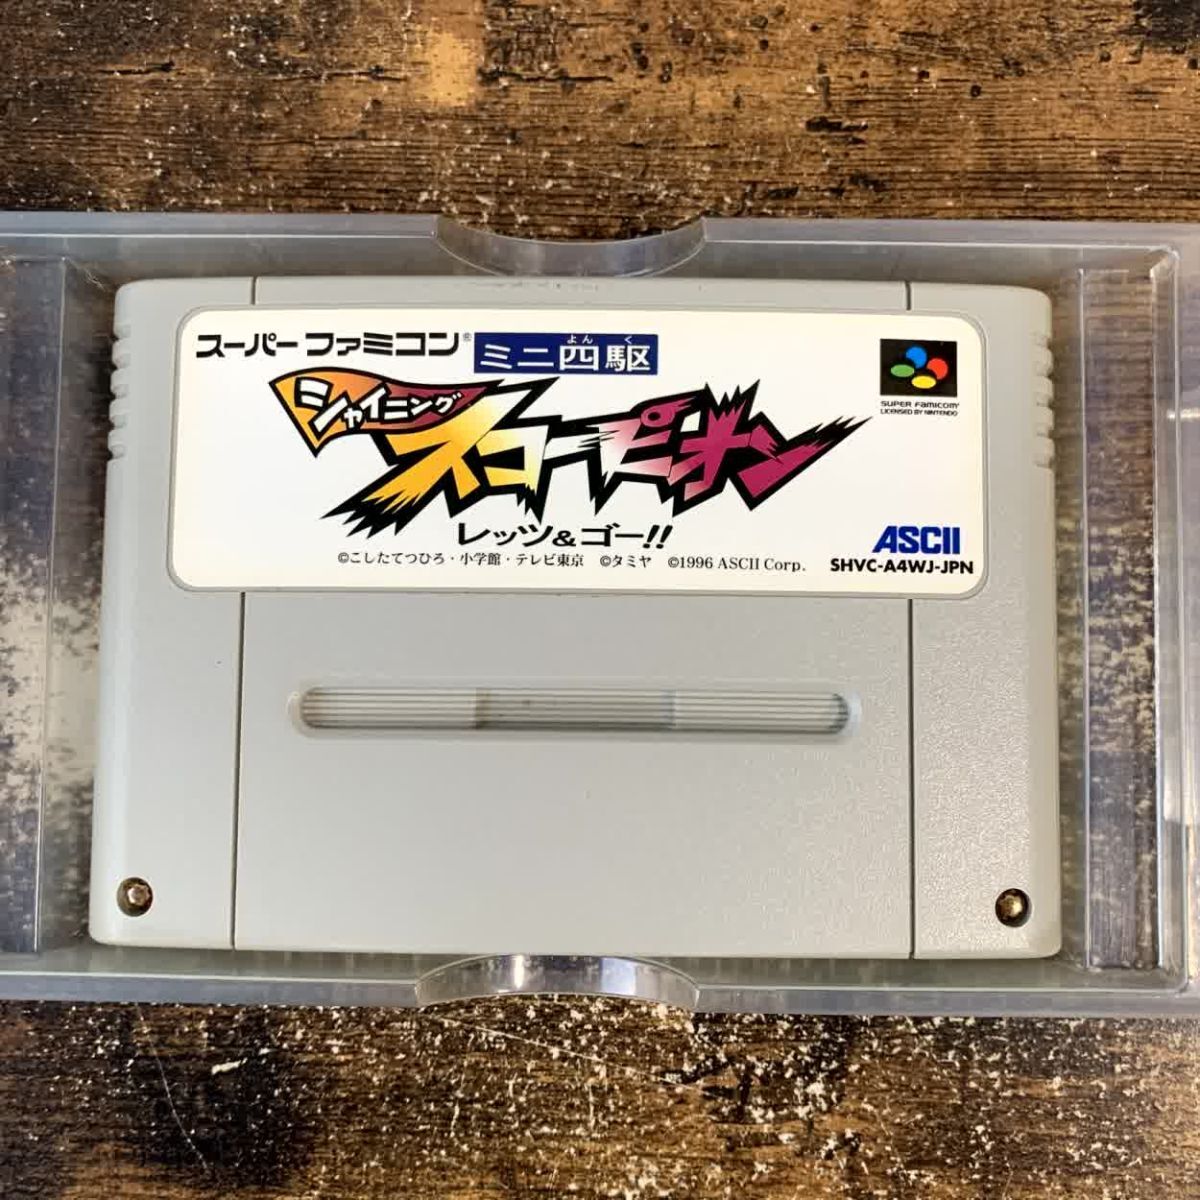 スーパーファミコン®
ミニ四駆
よんく
シャイニング
スコーピオン
レッツ&ゴー!!
SUPER FAMICOM™
LICENSED BY NINTENDO
©こしたてつひろ・小学館・テレビ東京 ©タミヤ ©1996 ASCII Corp.
ASCII
SHVC-A4WJ-JPN